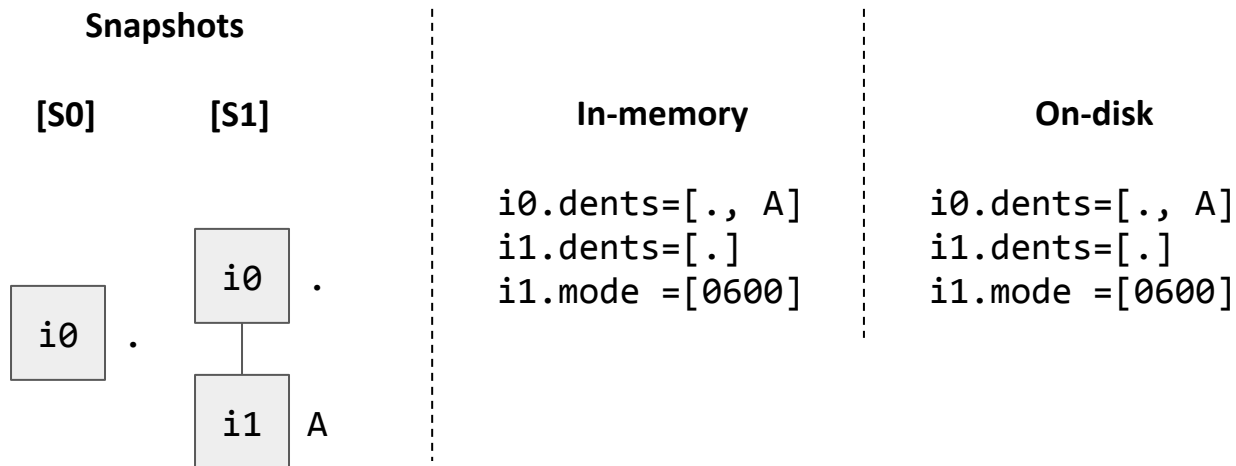 Snapshots
[S0] [S1]
i0 .
i0 .
i1 A
In-memory
i0.dents=[., A]
i1.dents=[.]
i1.mode =[0600]
On-disk
i0.dents=[., A]
i1.dents=[.]
i1.mode =[0600]